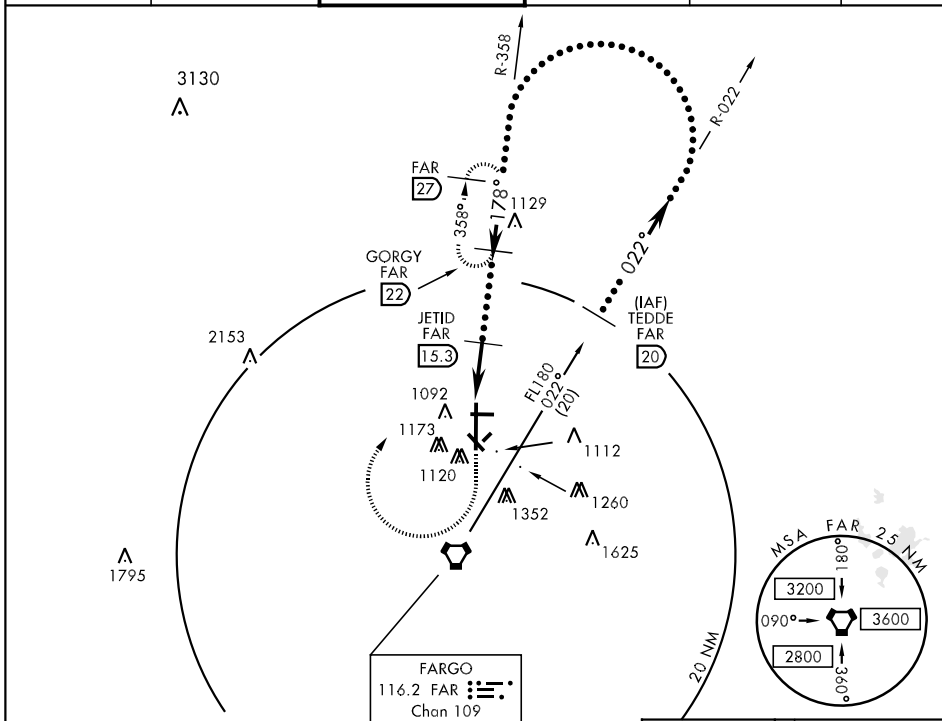 R-358
3130
R-022
FAR
27
178°
358°
1129
GORGY
FAR
22
022°
(IAF)
TEDDE
FAR
20
2153
JETID
FAR
15.3
FL180
022°
(20)
1092
1173
1112
1120
1260
1352
1625
1795
MSA FAR 25 NM
180°
3200
090°
3600
2800
360°
20 NM
FARGO
116.2 FAR
Chan 109